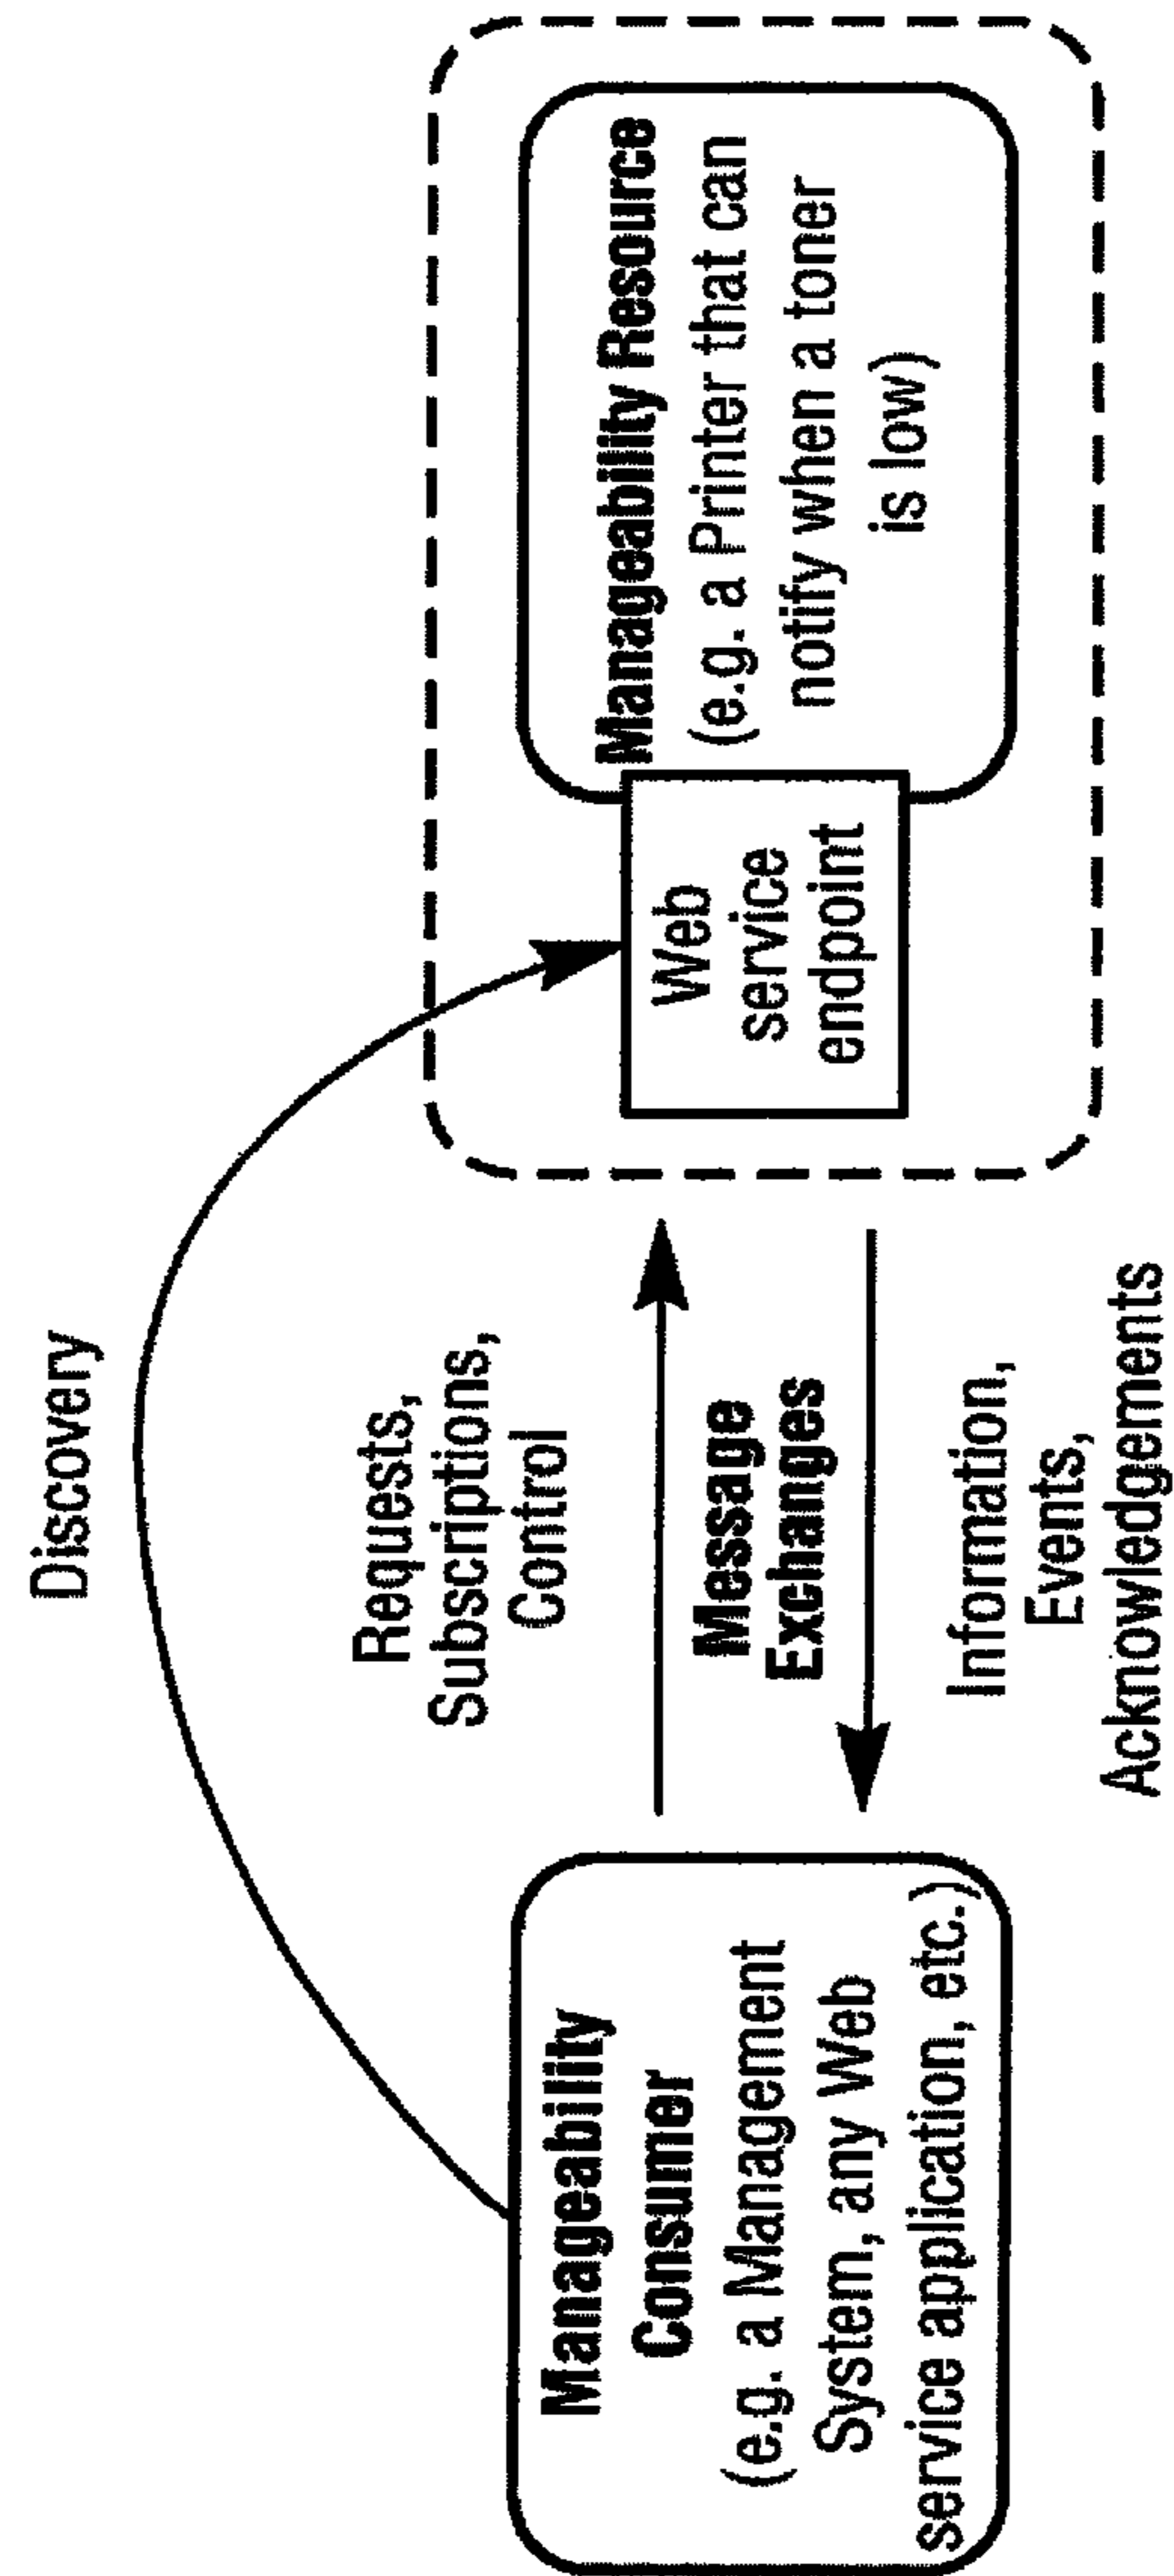 Discovery
Requests,
Subscriptions,
Control
Message
Exchanges
Information,
Events,
Acknowledgements
Manageability
Consumer
(e.g. a Management
System, any Web
service application, etc.)
Web
service
endpoint
Manageability Resource
(e.g. a Printer that can
notify when a toner
is low)